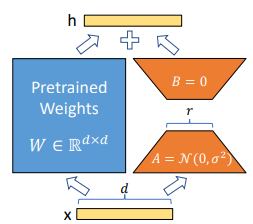 h
Pretrained
Weights
W ∈ ℝ^{d×d}
B = 0
r
A = 𝒩(0, σ²)
d
x